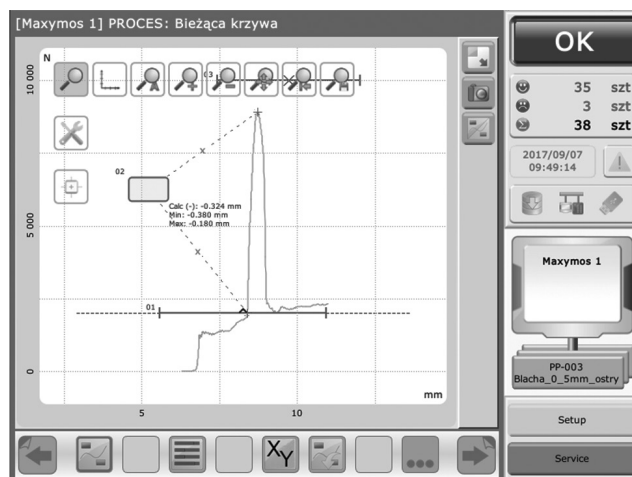 [Maxymos 1] PROCES: Bieżąca krzywa
N
10 000
03
A
02
Calc (-): -0.324 mm
Min: -0.380 mm
Max: -0.180 mm
5 000
01
0
mm
5
10
XY
OK
35 szt
3 szt
38 szt
2017/09/07
09:49:14
Maxymos 1
PP-003
Blacha_0_5mm_ostry
Setup
Service